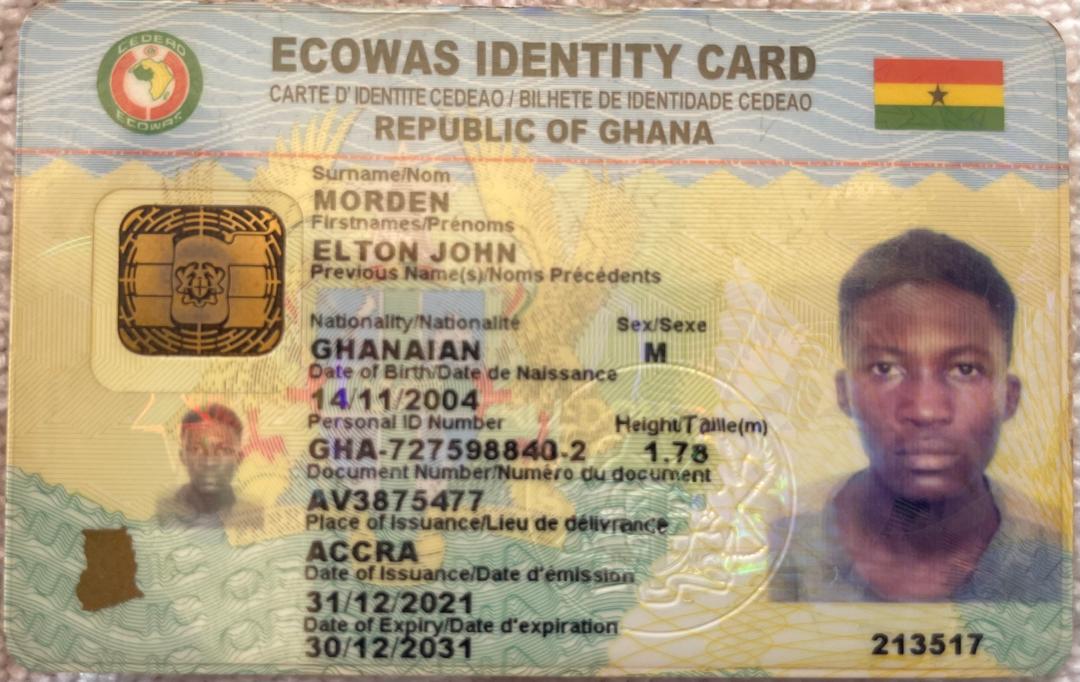 CEDEAO
ECOWAS
ECOWAS IDENTITY CARD
CARTE D' IDENTITE CEDEAO / BILHETE DE IDENTIDADE CEDEAO
REPUBLIC OF GHANA
Surname/Nom
MORDEN
Firstnames/Prénoms
ELTON JOHN
Previous Name(s)/Noms Précédents
Nationality/Nationalité Sex/Sexe
GHANAIAN M
Date of Birth/Date de Naissance
14/11/2004
Personal ID Number Height/Taille(m)
GHA-727598840-2 1.78
Document Number/Numéro du document
AV3875477
Place of Issuance/Lieu de délivrance
ACCRA
Date of Issuance/Date d'émission
31/12/2021
Date of Expiry/Date d'expiration
30/12/2031
213517